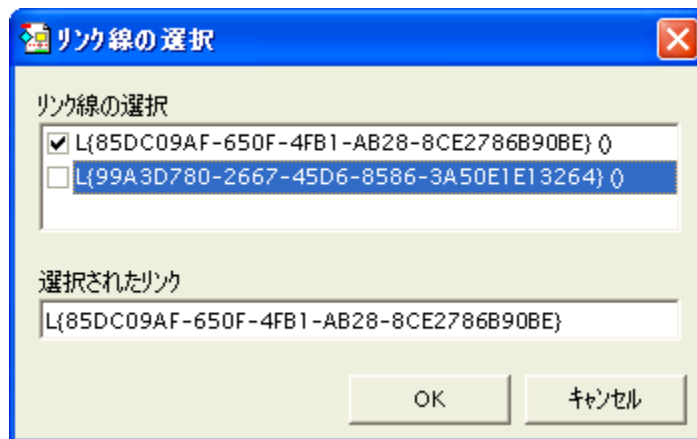 リンク線の選択
リンク線の選択
L{85DC09AF-650F-4FB1-AB28-8CE2786B90BE} ()
L{99A3D780-2667-45D6-8586-3A50E1E13264} ()
選択されたリンク
L{85DC09AF-650F-4FB1-AB28-8CE2786B90BE}
OK キャンセル